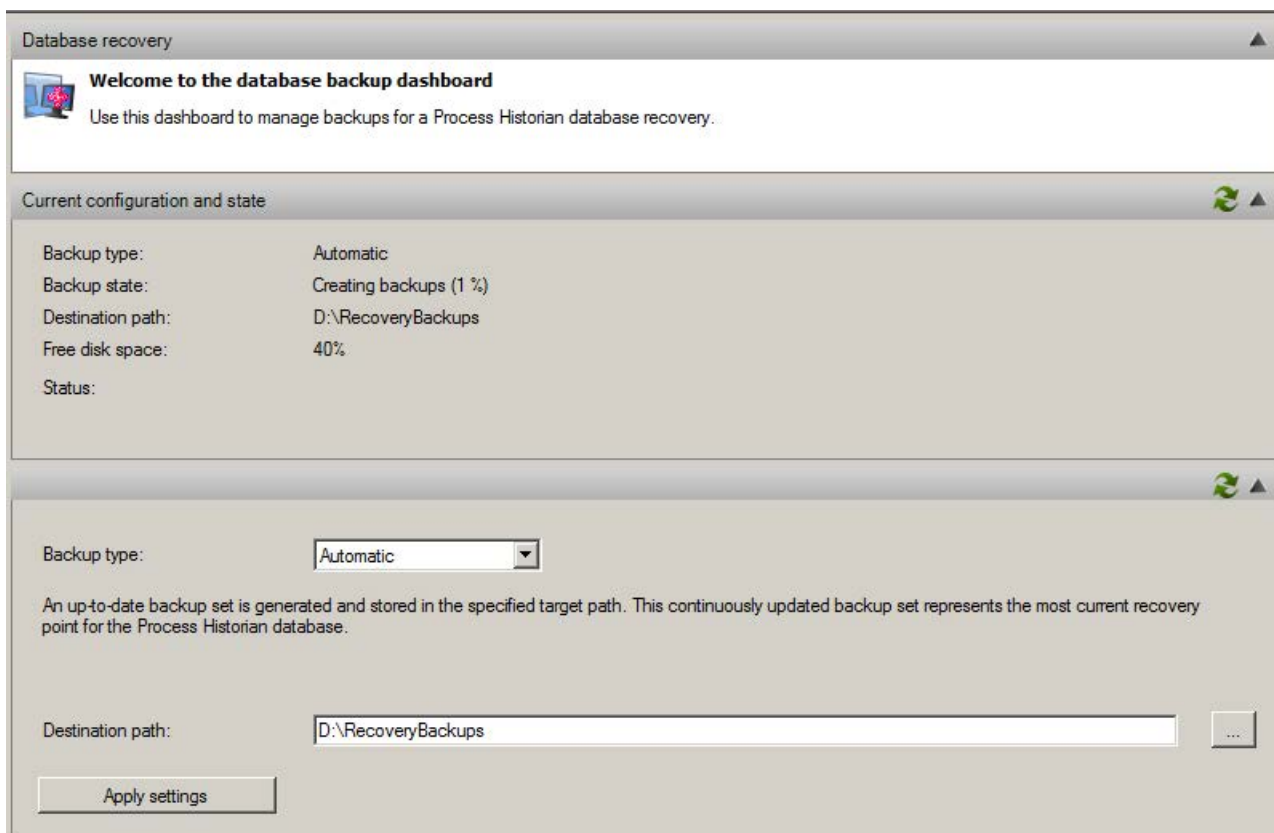 Database recovery
Welcome to the database backup dashboard
Use this dashboard to manage backups for a Process Historian database recovery.
Current configuration and state
Backup type: Automatic
Backup state: Creating backups (1 %)
Destination path: D:\RecoveryBackups
Free disk space: 40%
Status:
Backup type: Automatic
An up-to-date backup set is generated and stored in the specified target path. This continuously updated backup set represents the most current recovery
point for the Process Historian database.
Destination path: D:\RecoveryBackups ...
Apply settings